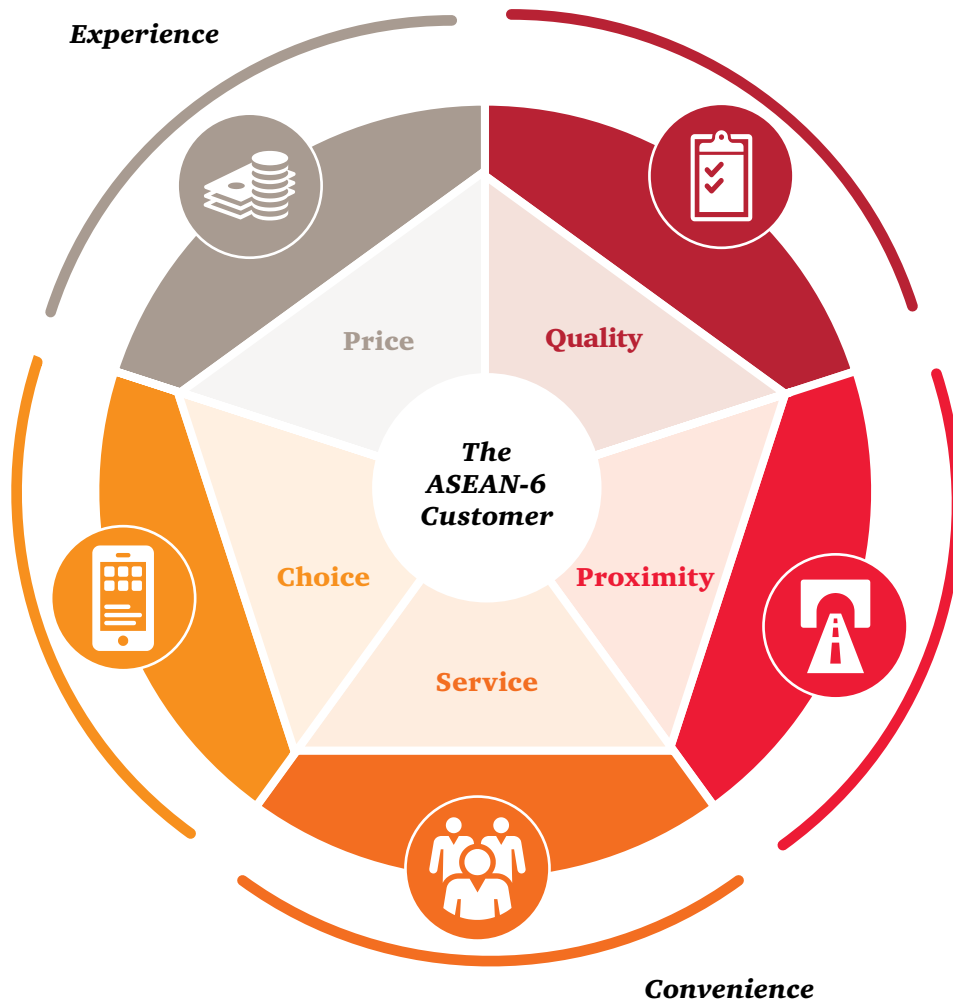 Experience
Price
Quality
The
ASEAN-6
Customer
Choice
Proximity
Service
Convenience